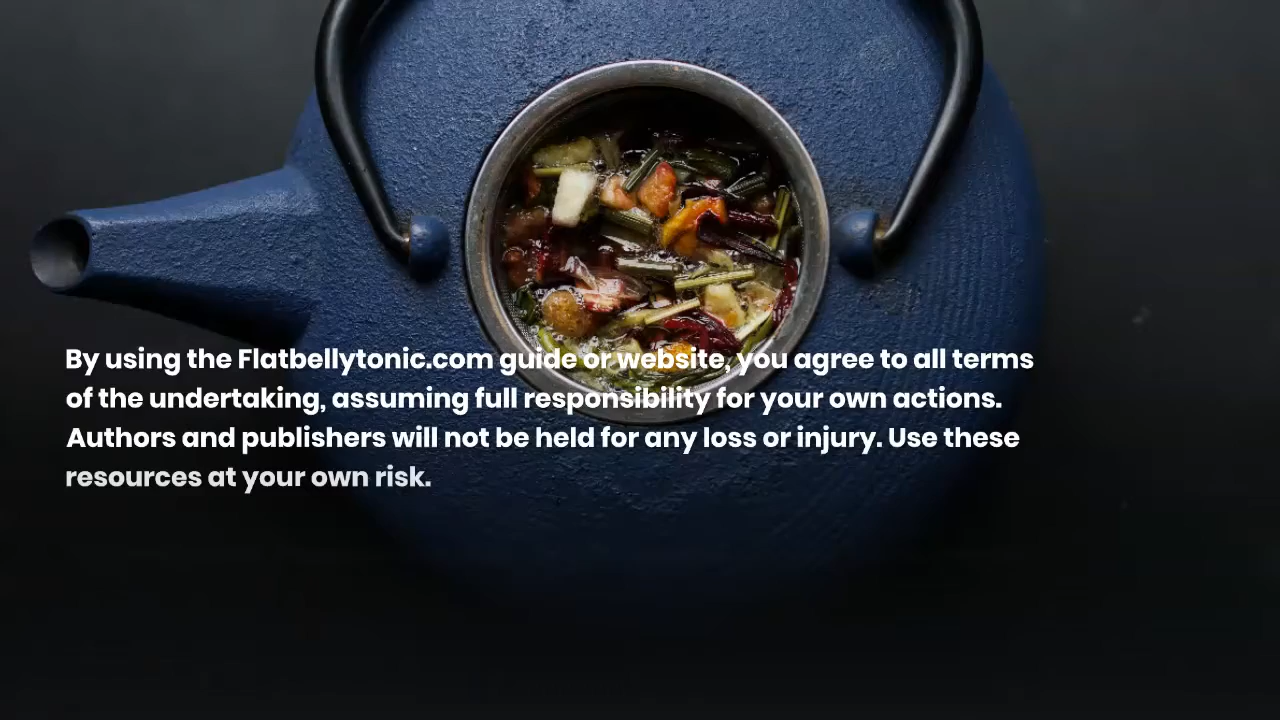 By using the Flatbellytonic.com guide or website, you agree to all terms
of the undertaking, assuming full responsibility for your own actions.
Authors and publishers will not be held for any loss or injury. Use these
resources at your own risk.